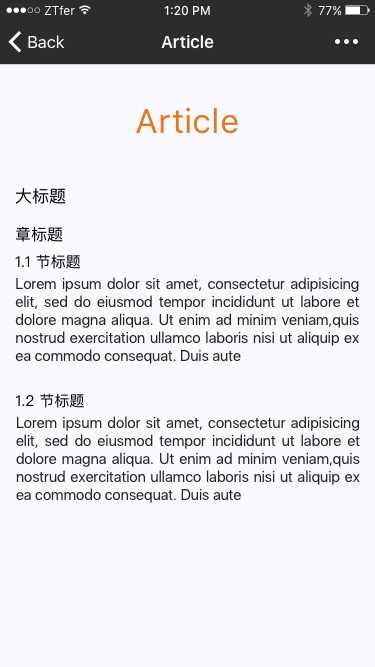 ZTfer 1:20 PM 77%
Back Article
Article
大标题
章标题
1.1 节标题
Lorem ipsum dolor sit amet, consectetur adipisicing
elit, sed do eiusmod tempor incididunt ut labore et
dolore magna aliqua. Ut enim ad minim veniam,quis
nostrud exercitation ullamco laboris nisi ut aliquip ex
ea commodo consequat. Duis aute
1.2 节标题
Lorem ipsum dolor sit amet, consectetur adipisicing
elit, sed do eiusmod tempor incididunt ut labore et
dolore magna aliqua. Ut enim ad minim veniam,quis
nostrud exercitation ullamco laboris nisi ut aliquip ex
ea commodo consequat. Duis aute